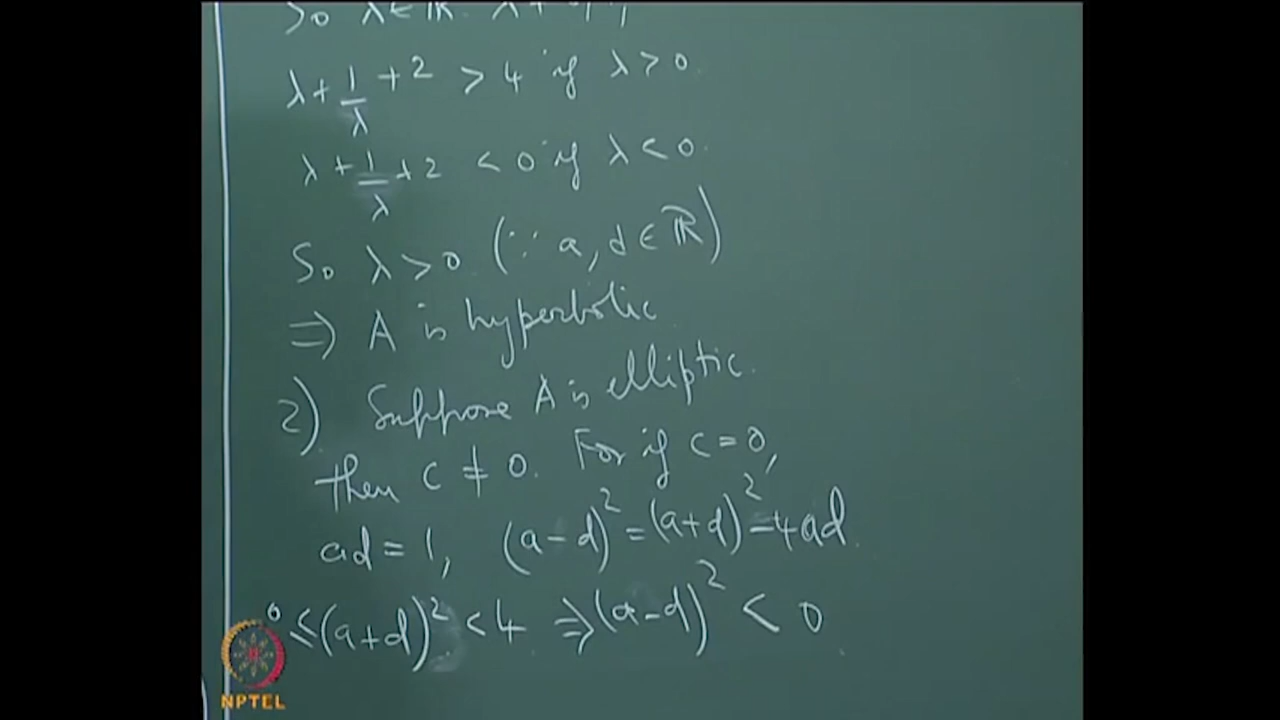 So λ ∈ ℝ. λ ≠
λ + 1/λ + 2 > 4 if λ > 0.
λ + 1/λ + 2 < 0 if λ < 0.
So λ > 0 (∵ a, d ∈ ℝ)
⇒ A is hyperbolic
2) Suppose A is elliptic.
then c ≠ 0. For if c = 0,
ad = 1, (a - d)² = (a + d)² - 4ad
0 ≤ (a + d)² < 4 ⇒ (a - d)² < 0
NPTEL